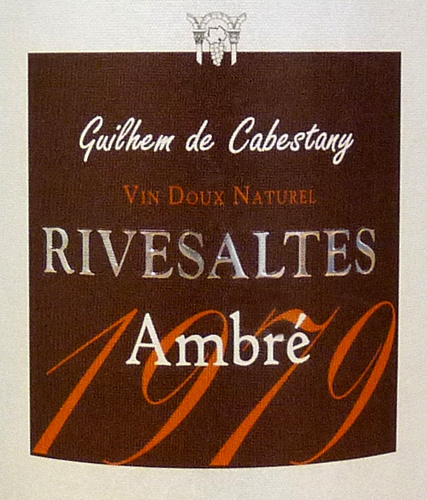 Guilhem de Cabestany
VIN DOUX NATUREL
RIVESALTES
Ambré
1979